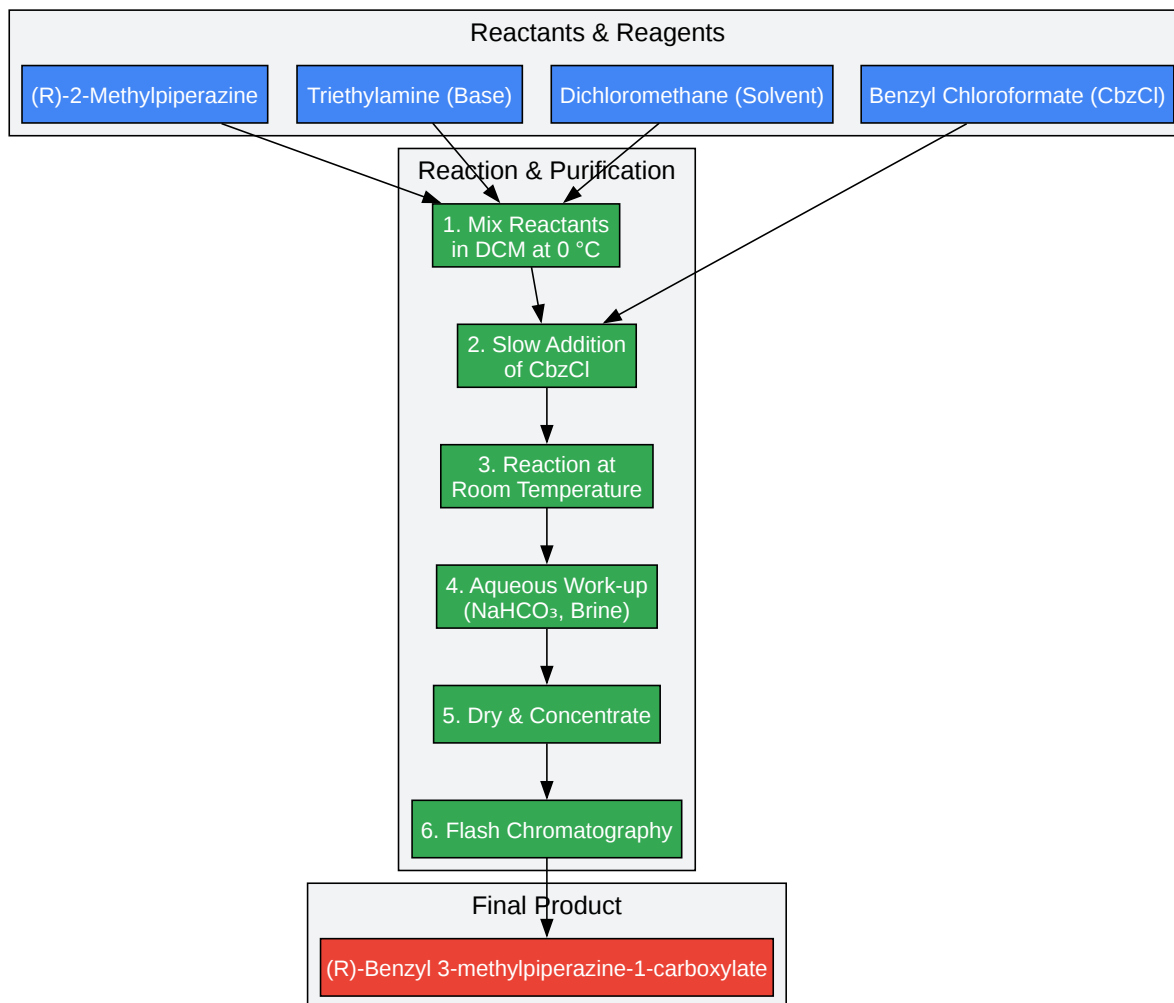 Reactants & Reagents
(R)-2-Methylpiperazine
Triethylamine (Base)
Dichloromethane (Solvent)
Benzyl Chloroformate (CbzCl)
Reaction & Purification
1. Mix Reactants
in DCM at 0 °C
2. Slow Addition
of CbzCl
3. Reaction at
Room Temperature
4. Aqueous Work-up
(NaHCO₃, Brine)
5. Dry & Concentrate
6. Flash Chromatography
Final Product
(R)-Benzyl 3-methylpiperazine-1-carboxylate